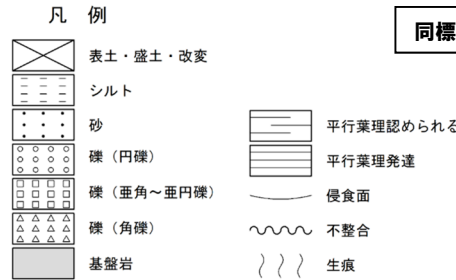 凡 例
同標
表土・盛土・改変
シルト
砂
礫（円礫）
礫（亜角～亜円礫）
礫（角礫）
基盤岩
平行葉理認められる
平行葉理発達
侵食面
不整合
生痕